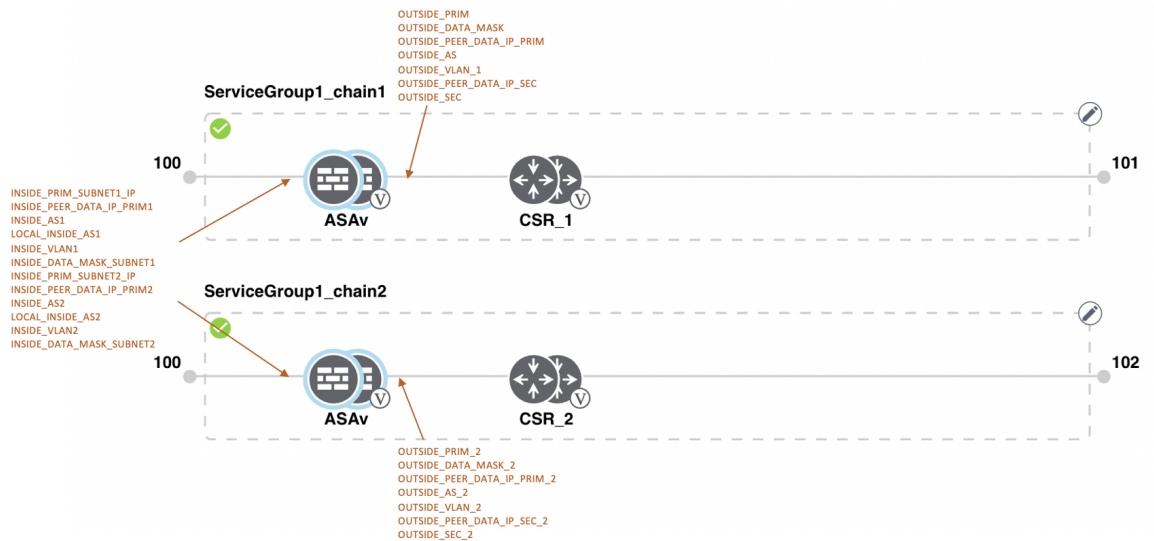 OUTSIDE_PRIM
OUTSIDE_DATA_MASK
OUTSIDE_PEER_DATA_IP_PRIM
OUTSIDE_AS
OUTSIDE_VLAN_1
OUTSIDE_PEER_DATA_IP_SEC
OUTSIDE_SEC
ServiceGroup1_chain1
100
101
V
V
ASAv
CSR_1
INSIDE_PRIM_SUBNET1_IP
INSIDE_PEER_DATA_IP_PRIM1
INSIDE_AS1
LOCAL_INSIDE_AS1
INSIDE_VLAN1
INSIDE_DATA_MASK_SUBNET1
INSIDE_PRIM_SUBNET2_IP
INSIDE_PEER_DATA_IP_PRIM2
INSIDE_AS2
LOCAL_INSIDE_AS2
INSIDE_VLAN2
INSIDE_DATA_MASK_SUBNET2
ServiceGroup1_chain2
100
102
V
V
ASAv
CSR_2
OUTSIDE_PRIM_2
OUTSIDE_DATA_MASK_2
OUTSIDE_PEER_DATA_IP_PRIM_2
OUTSIDE_AS_2
OUTSIDE_VLAN_2
OUTSIDE_PEER_DATA_IP_SEC_2
OUTSIDE_SEC_2